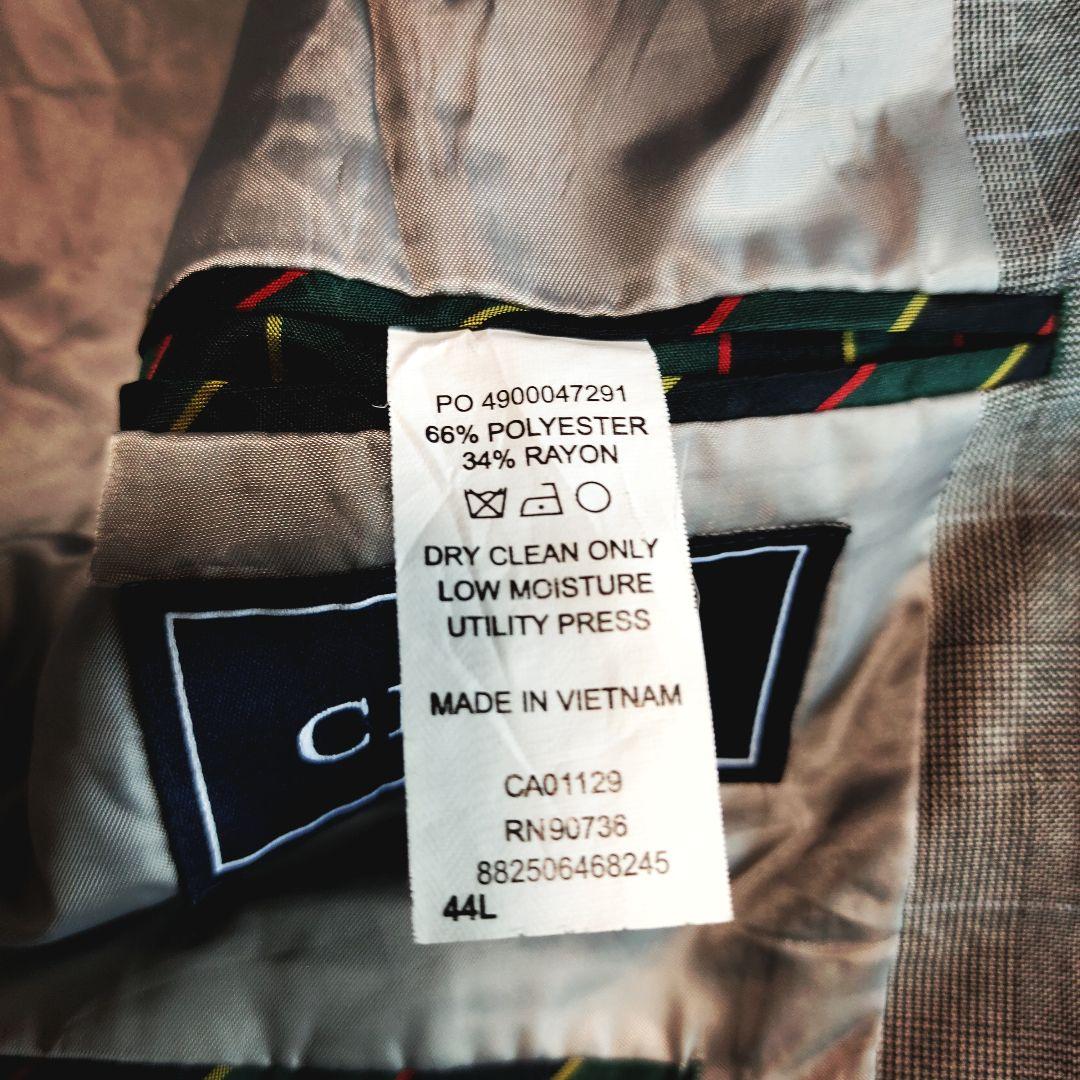 PO 4900047291
66% POLYESTER
34% RAYON
DRY CLEAN ONLY
LOW MOISTURE
UTILITY PRESS
MADE IN VIETNAM
CA01129
RN90736
882506468245
44L